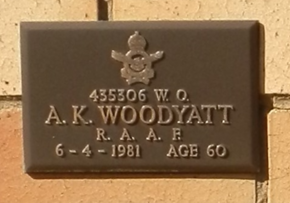 435306 W. O.
A. K. WOODYATT
R. A. A. F.
6-4-1981 AGE 60